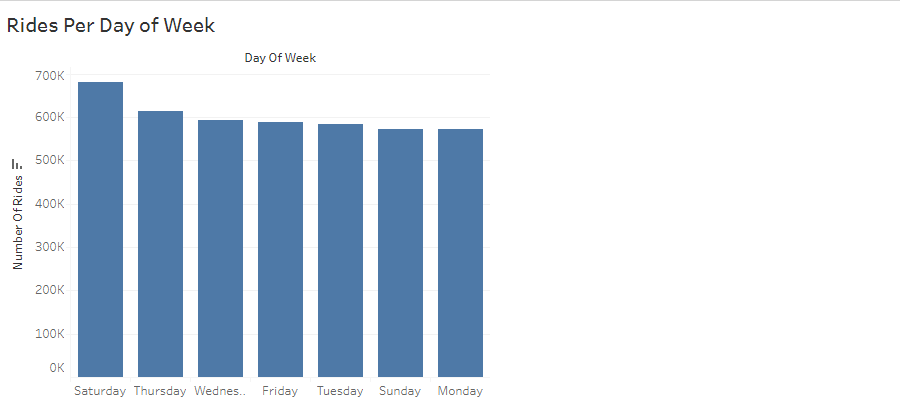 Rides Per Day of Week
Day Of Week
Number Of Rides
700K
600K
500K
400K
300K
200K
100K
0K
Saturday Thursday Wednes.. Friday Tuesday Sunday Monday